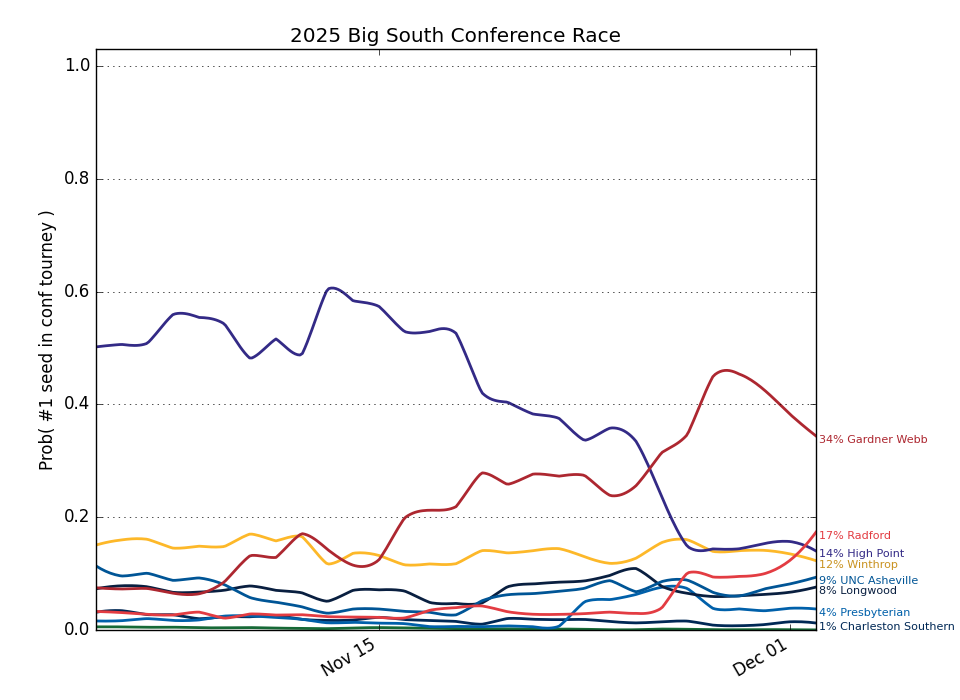 2025 Big South Conference Race
Prob( #1 seed in conf tourney )
1.0
0.8
0.6
0.4
0.2
0.0
Nov 15
Dec 01
34% Gardner Webb
17% Radford
14% High Point
12% Winthrop
9% UNC Asheville
8% Longwood
4% Presbyterian
1% Charleston Southern